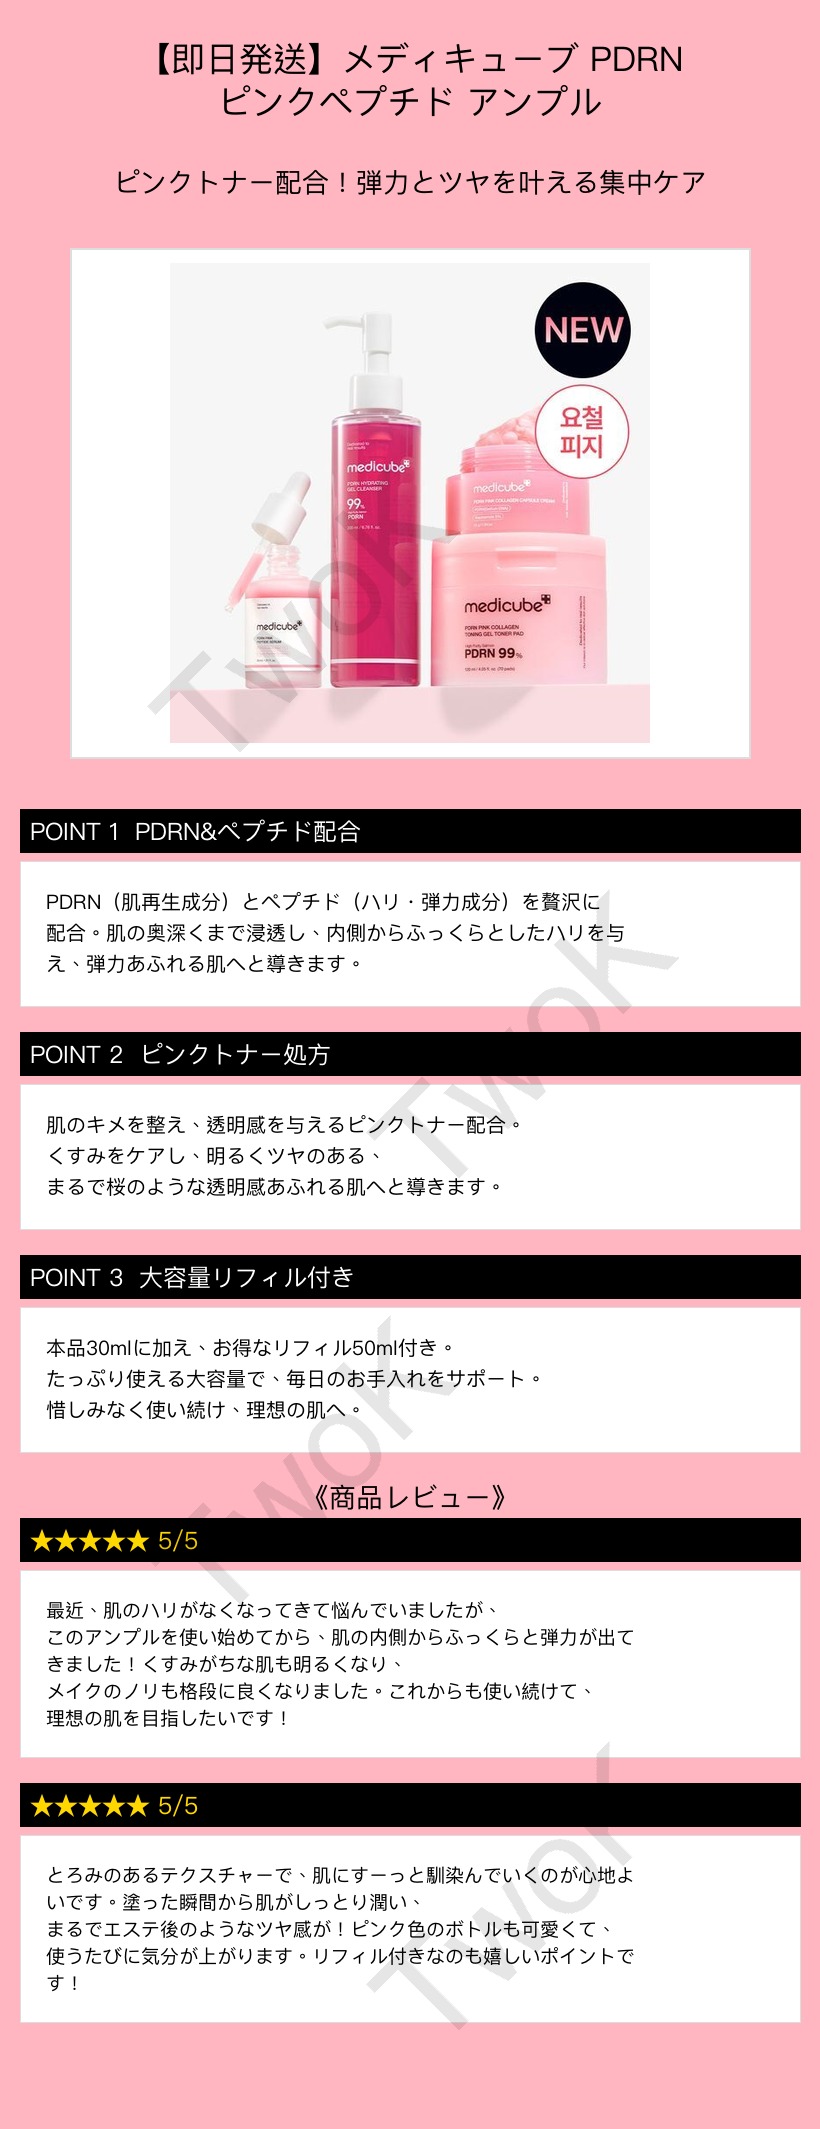 【即日発送】メディキューブ PDRN
ピンクペプチド アンプル
ピンクトナー配合！弾力とツヤを叶える集中ケア
NEW
요철
피지
medicube
PDRN HYDRATING
GEL CLEANSER
99%
PDRN
medicube
PDRN PINK COLLAGEN CAPSULE CREAM
medicube
PDRN PINK
PEPTIDE SERUM
medicube
PDRN PINK COLLAGEN
TONING GEL TONER PAD
PDRN 99%
TwoK
POINT 1 PDRN&ペプチド配合
PDRN（肌再生成分）とペプチド（ハリ・弾力成分）を贅沢に
配合。肌の奥深くまで浸透し、内側からふっくらとしたハリを与
え、弾力あふれる肌へと導きます。
TwoK
POINT 2 ピンクトナー処方
肌のキメを整え、透明感を与えるピンクトナー配合。
くすみをケアし、明るくツヤのある、
まるで桜のような透明感あふれる肌へと導きます。
POINT 3 大容量リフィル付き
本品30mlに加え、お得なリフィル50ml付き。
たっぷり使える大容量で、毎日のお手入れをサポート。
惜しみなく使い続け、理想の肌へ。
TwoK
《商品レビュー》
★★★★★ 5/5
最近、肌のハリがなくなってきて悩んでいましたが、
このアンプルを使い始めてから、肌の内側からふっくらと弾力が出て
きました！くすみがちな肌も明るくなり、
メイクのノリも格段に良くなりました。これからも使い続けて、
理想の肌を目指したいです！
★★★★★ 5/5
とろみのあるテクスチャーで、肌にすーっと馴染んでいくのが心地よ
いです。塗った瞬間から肌がしっとり潤い、
まるでエステ後のようなツヤ感が！ピンク色のボトルも可愛くて、
使うたびに気分が上がります。リフィル付きなのも嬉しいポイントで
す！
TwoK